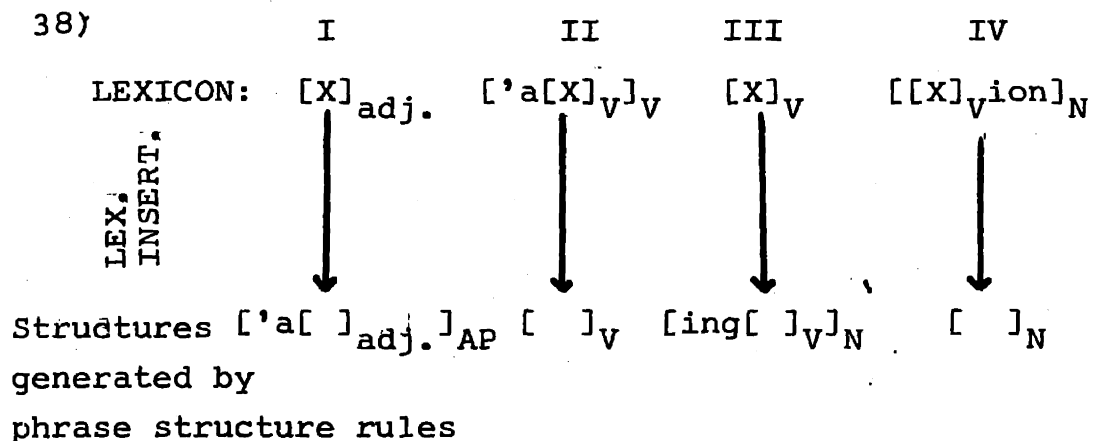 38)
I II III IV
LEXICON: [X]adj. ['a[X]V]V [X]V [[X]Vion]N
LEX.
INSERT.
Structures ['a[ ]adj.]AP [ ]V [ing[ ]V]N [ ]N
generated by
phrase structure rules